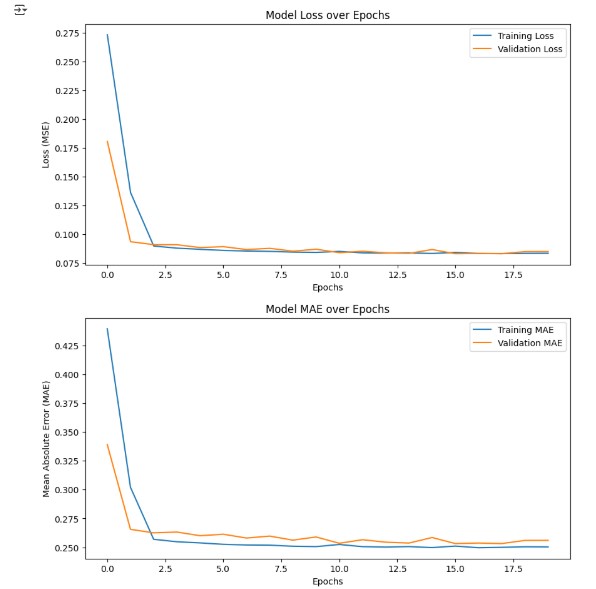 Model Loss over Epochs
Training Loss
Validation Loss
0.275
0.250
0.225
0.200
0.175
0.150
0.125
0.100
0.075
Loss (MSE)
0.0 2.5 5.0 7.5 10.0 12.5 15.0 17.5
Epochs
Model MAE over Epochs
Training MAE
Validation MAE
0.425
0.400
0.375
0.350
0.325
0.300
0.275
0.250
Mean Absolute Error (MAE)
0.0 2.5 5.0 7.5 10.0 12.5 15.0 17.5
Epochs